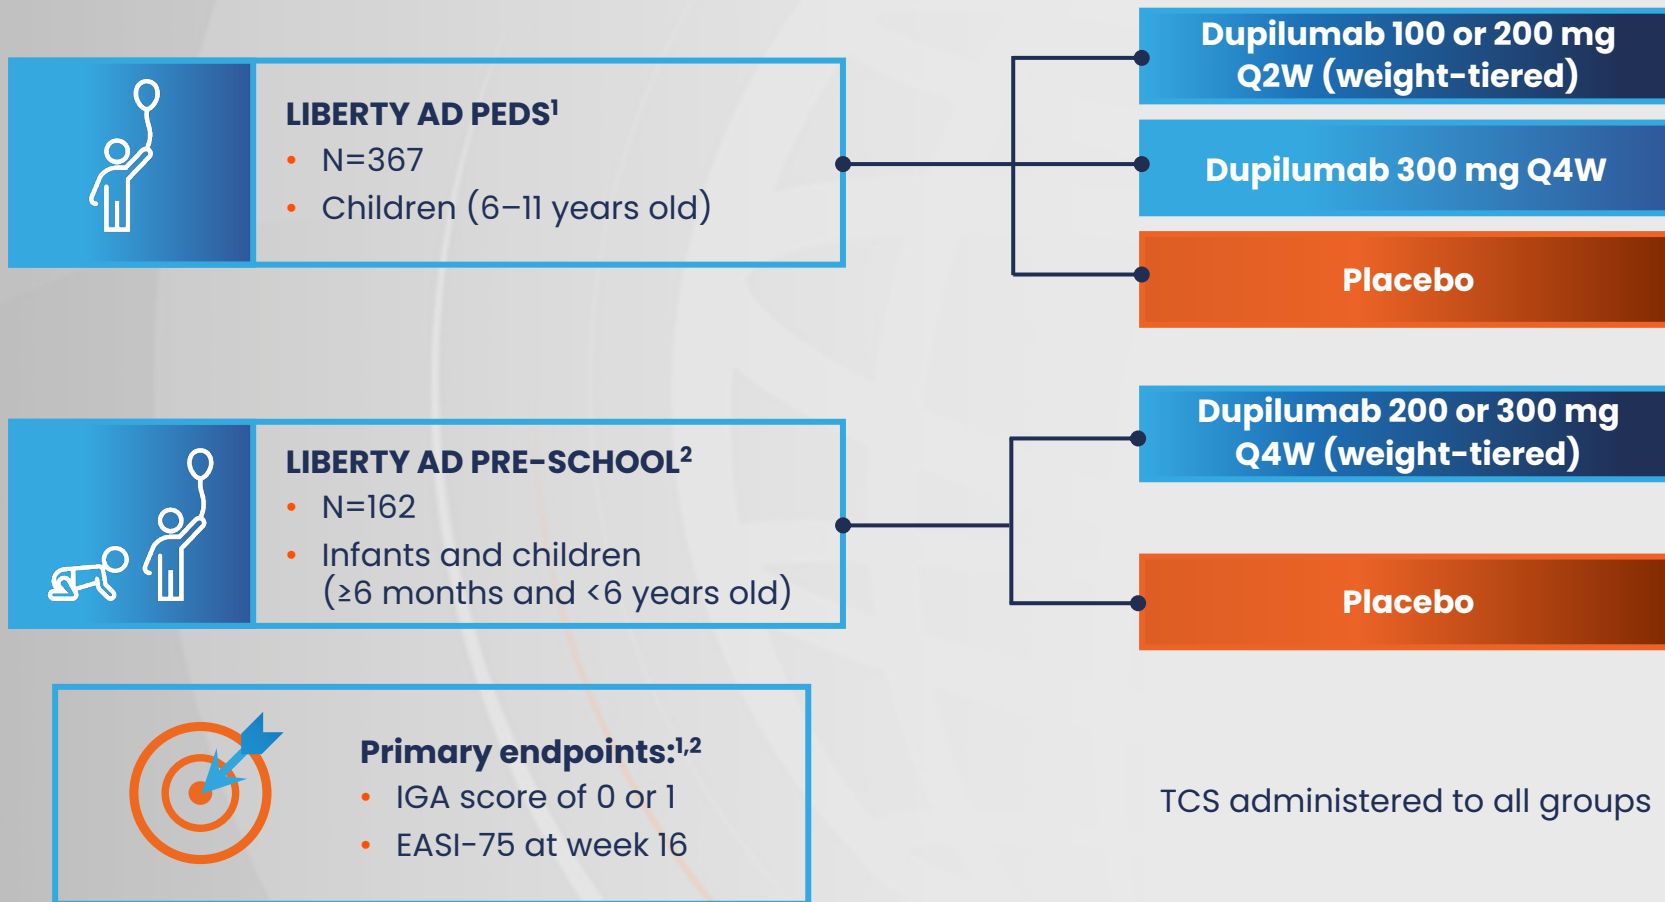 LIBERTY AD PEDS¹
• N=367
• Children (6–11 years old)
Dupilumab 100 or 200 mg
Q2W (weight-tiered)
Dupilumab 300 mg Q4W
Placebo
LIBERTY AD PRE-SCHOOL²
• N=162
• Infants and children
(≥6 months and <6 years old)
Dupilumab 200 or 300 mg
Q4W (weight-tiered)
Placebo
Primary endpoints:¹,²
• IGA score of 0 or 1
• EASI-75 at week 16
TCS administered to all groups